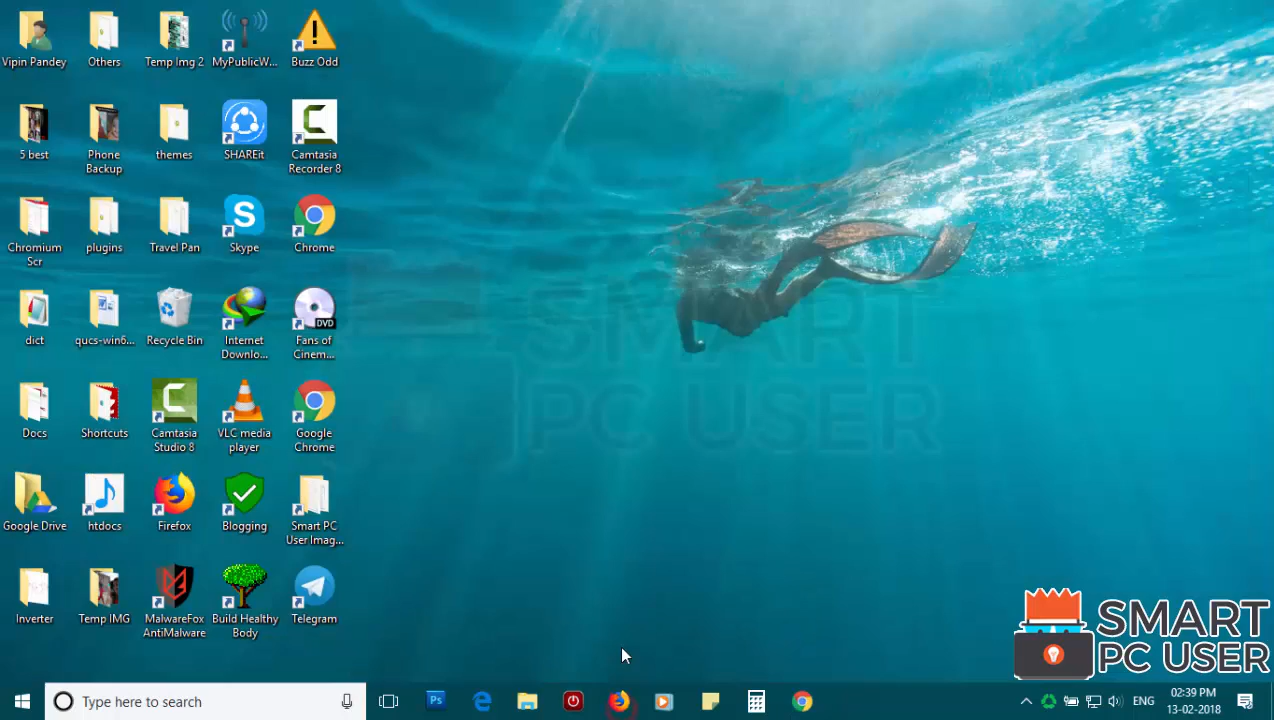 Vipin Pandey
Others
Temp Img 2
MyPublicW...
Buzz Odd
5 best
Phone
Backup
themes
SHAREit
Camtasia
Recorder 8
Chromium
Scr
plugins
Travel Pan
Skype
Chrome
dict
qucs-win6...
Recycle Bin
Internet
Downlo...
DVD
Fans of
Cinem...
Docs
Shortcuts
Camtasia
Studio 8
VLC media
player
Google
Chrome
Google Drive
htdocs
Firefox
Blogging
Smart PC
User Imag...
Inverter
Temp IMG
MalwareFox
AntiMalware
Build Healthy
Body
Telegram
SMART
PC USER
SMART
PC USER
Type here to search
Ps
ENG
02:39 PM
13-02-2018